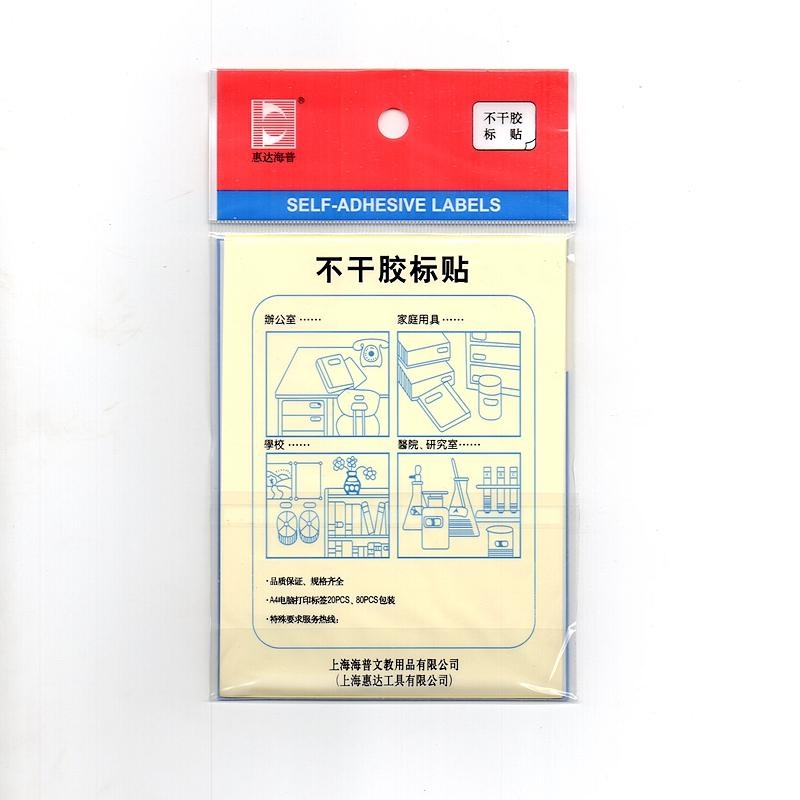 ®
惠达海普
不干胶
标 贴
SELF-ADHESIVE LABELS
不干胶标贴
辦公室……
家庭用具……
學校……
醫院、研究室……
·品质保证、规格齐全
·A4电脑打印标签20PCS、80PCS包装
·特殊要求服务热线:
上海海普文教用品有限公司
(上海惠达工具有限公司)